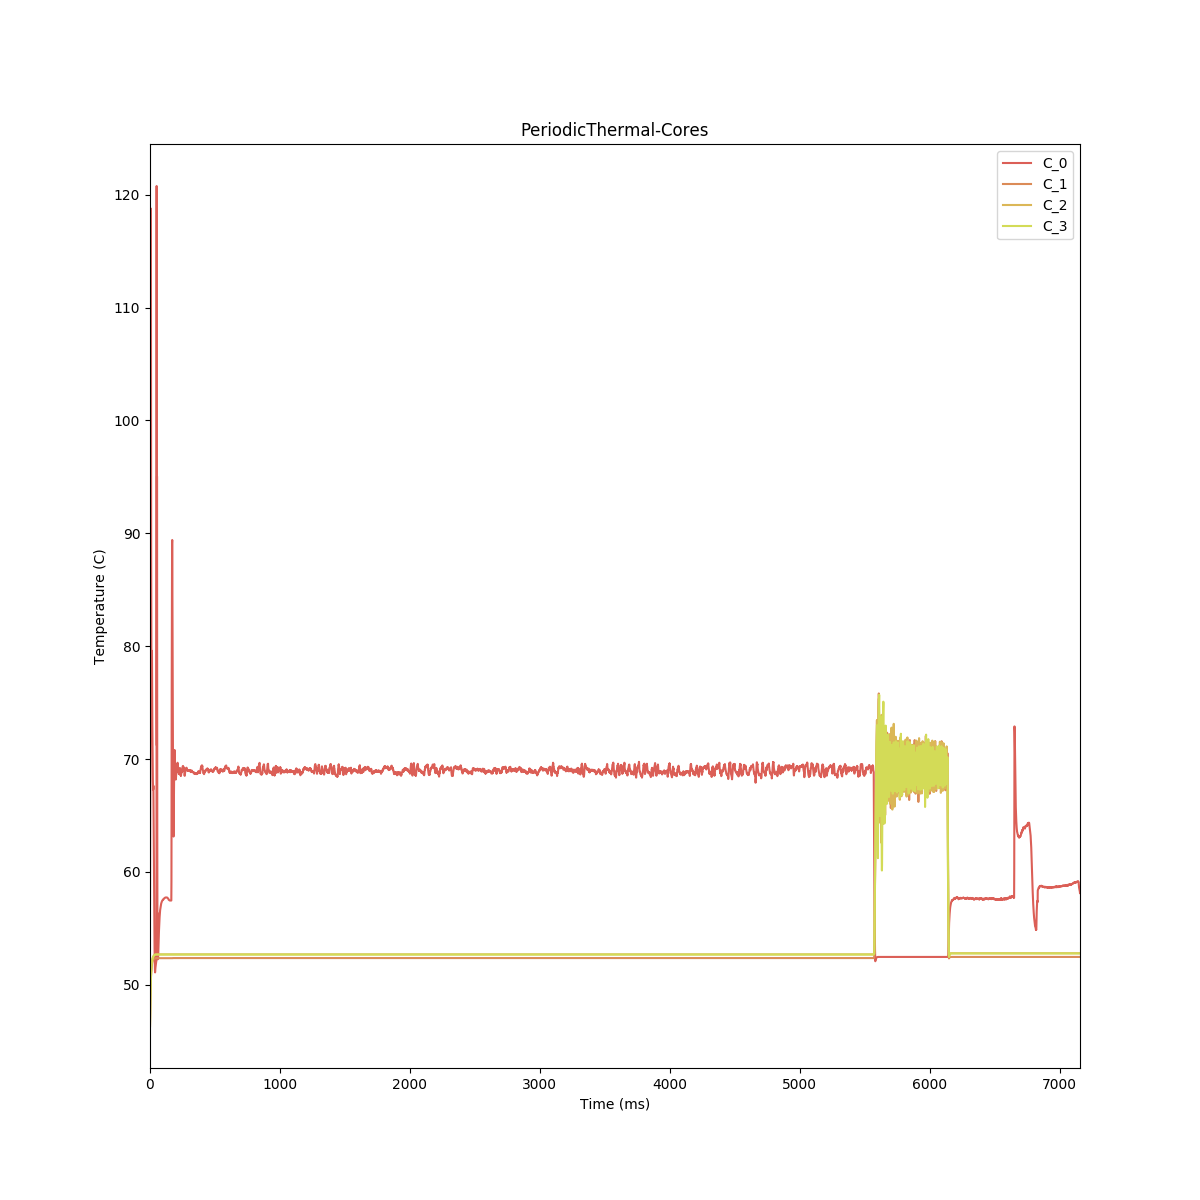 PeriodicThermal-Cores
C_0
C_1
C_2
C_3
120
110
100
90
80
70
60
50
Temperature (C)
0 1000 2000 3000 4000 5000 6000 7000
Time (ms)